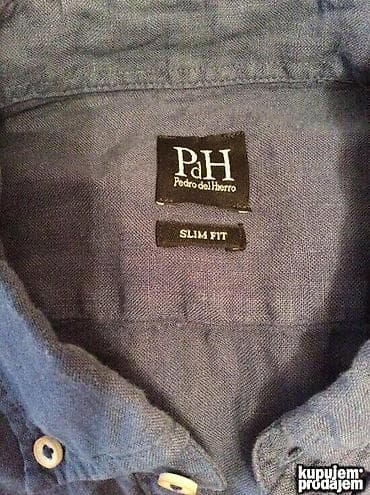 PdH
Pedro del Hierro
SLIM FIT
kupujem
prodajem